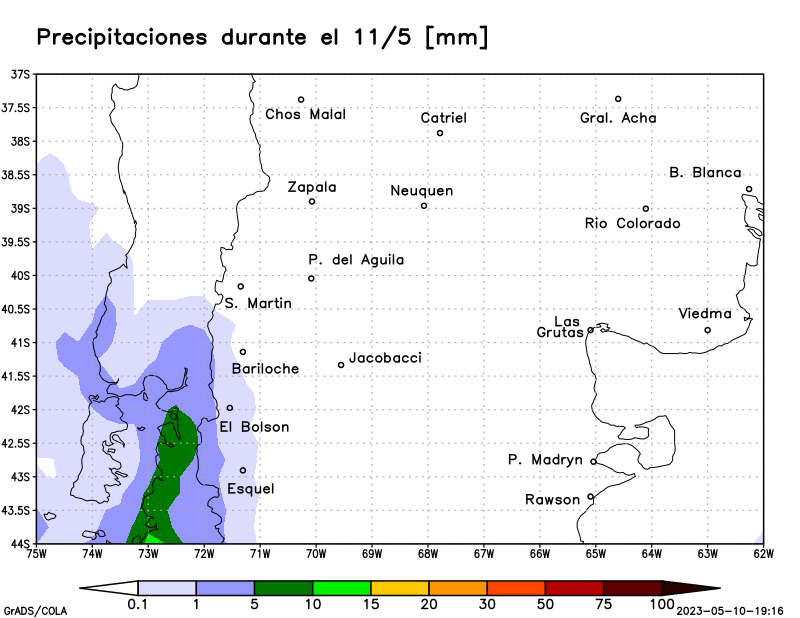 Precipitaciones durante el 11/5 [mm]
37S
37.5S
38S
38.5S
39S
39.5S
40S
40.5S
41S
41.5S
42S
42.5S
43S
43.5S
44S
Chos Malal
Catriel
Gral. Acha
B. Blanca
Zapala
Neuquen
Rio Colorado
P. del Aguila
S. Martin
Viedma
Las
Grutas
Bariloche
Jacobacci
El Bolson
P. Madryn
Esquel
Rawson
75W 74W 73W 72W 71W 70W 69W 68W 67W 66W 65W 64W 63W 62W
0.1 1 5 10 15 20 30 50 75 100
GrADS/COLA
2023-05-10-19:16